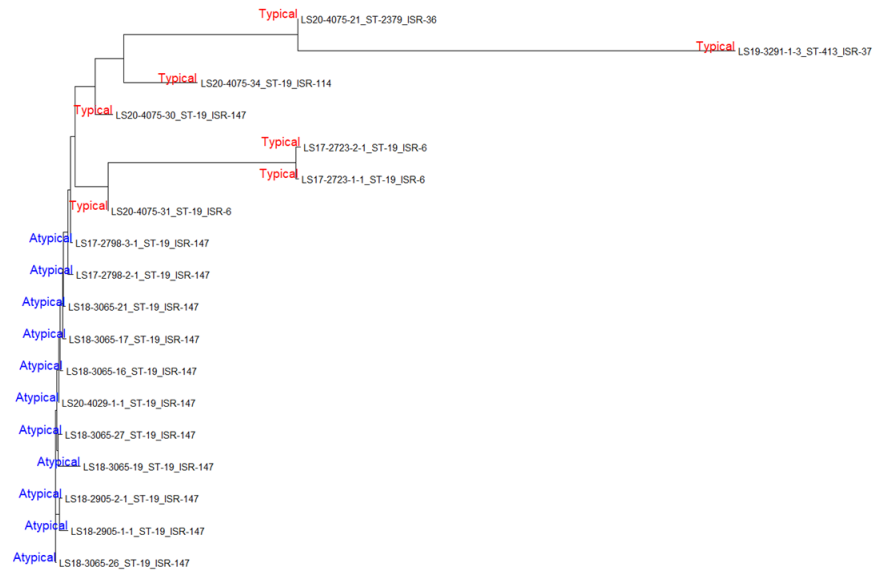 Typical LS20-4075-21_ST-2379_ISR-36
Typical LS19-3291-1-3_ST-413_ISR-37
Typical LS20-4075-34_ST-19_ISR-114
Typical LS20-4075-30_ST-19_ISR-147
Typical LS17-2723-2-1_ST-19_ISR-6
Typical LS17-2723-1-1_ST-19_ISR-6
Typical LS20-4075-31_ST-19_ISR-6
Atypical LS17-2798-3-1_ST-19_ISR-147
Atypical LS17-2798-2-1_ST-19_ISR-147
Atypical LS18-3065-21_ST-19_ISR-147
Atypical LS18-3065-17_ST-19_ISR-147
Atypical LS18-3065-16_ST-19_ISR-147
Atypical LS20-4029-1-1_ST-19_ISR-147
Atypical LS18-3065-27_ST-19_ISR-147
Atypical LS18-3065-19_ST-19_ISR-147
Atypical LS18-2905-2-1_ST-19_ISR-147
Atypical LS18-2905-1-1_ST-19_ISR-147
Atypical LS18-3065-26_ST-19_ISR-147